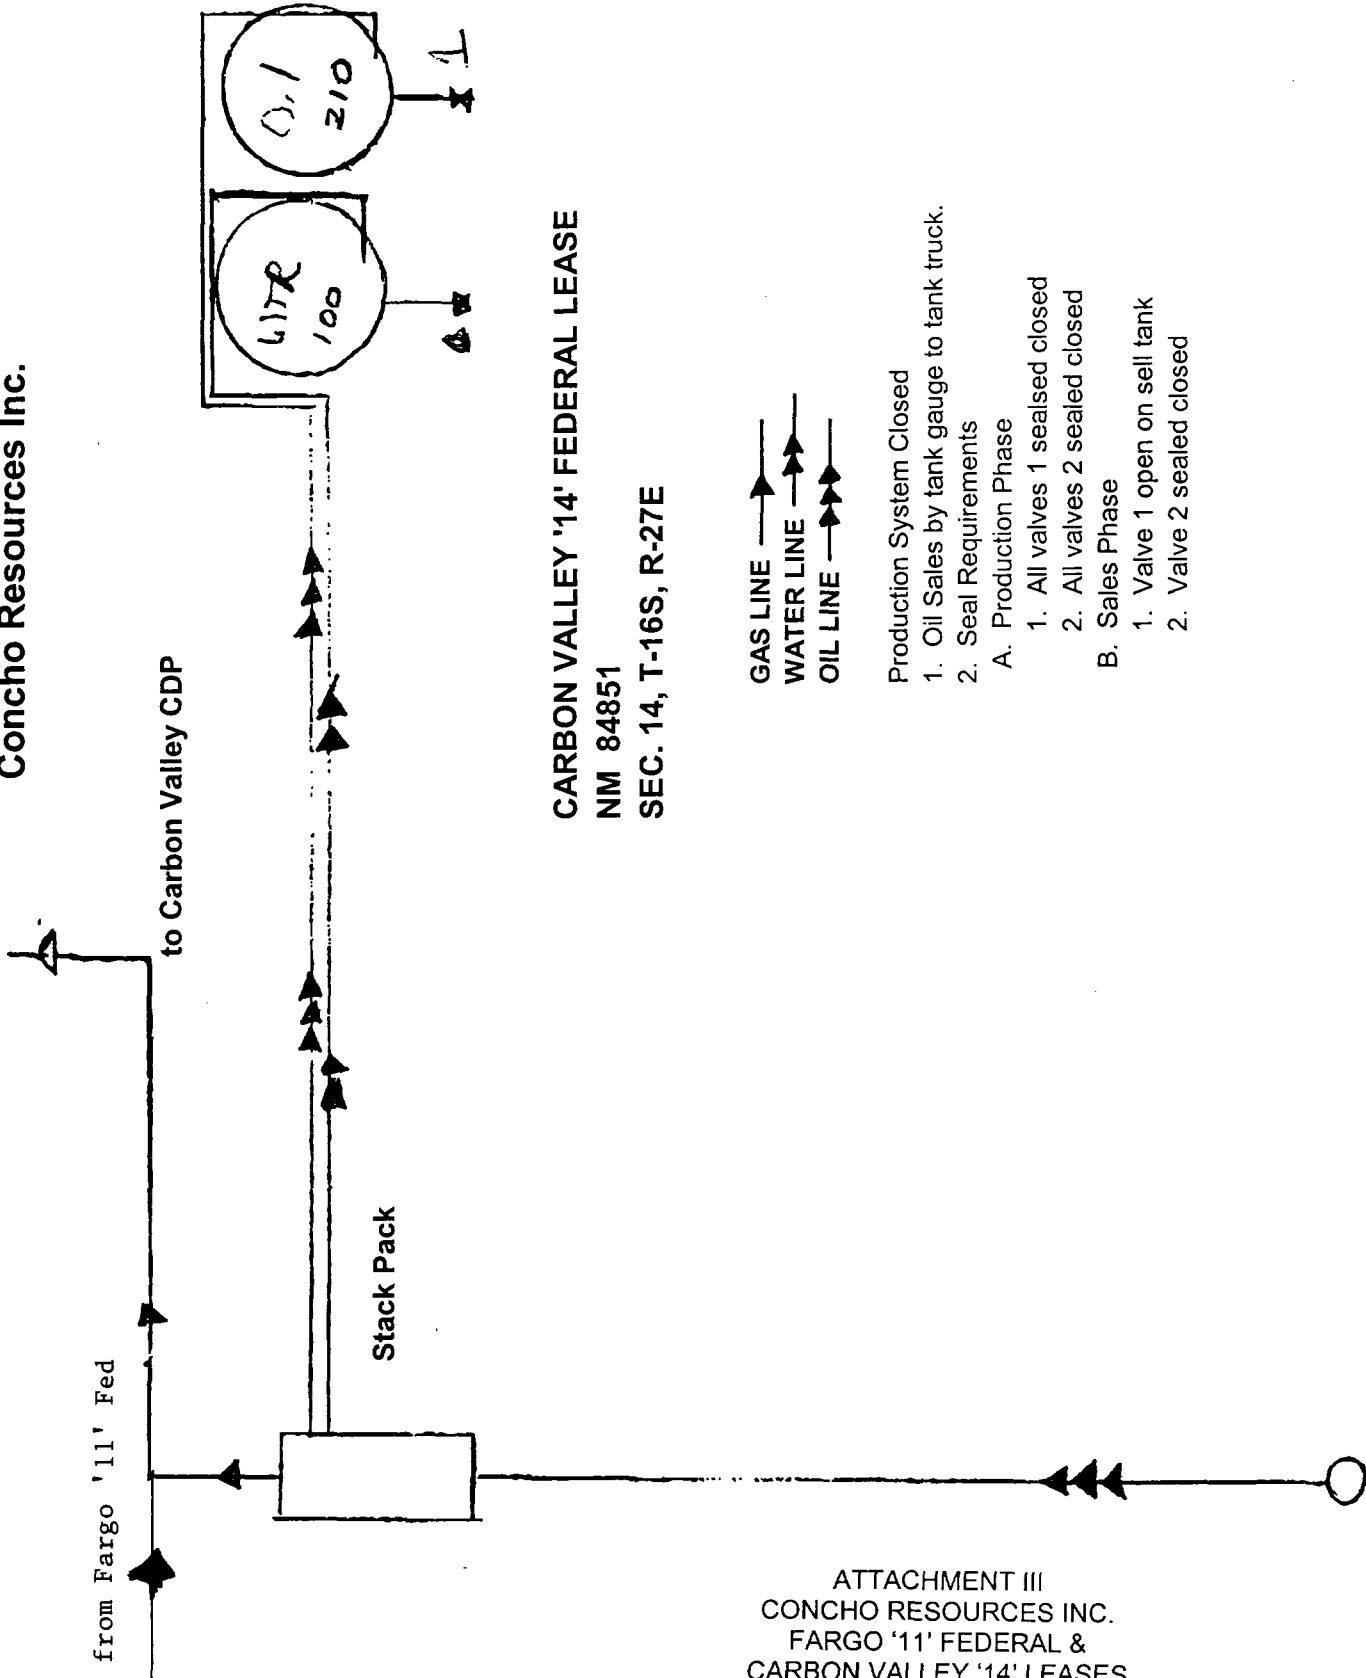 Concho Resources Inc.
to Carbon Valley CDP
from Fargo '11' Fed
Stack Pack
WTR
100
Oil
210
1
2
CARBON VALLEY '14' FEDERAL LEASE
NM 84851
SEC. 14, T-16S, R-27E
GAS LINE
WATER LINE
OIL LINE
Production System Closed
1. Oil Sales by tank gauge to tank truck.
2. Seal Requirements
A. Production Phase
1. All valves 1 sealsed closed
2. All valves 2 sealed closed
B. Sales Phase
1. Valve 1 open on sell tank
2. Valve 2 sealed closed
ATTACHMENT III
CONCHO RESOURCES INC.
FARGO ‘11’ FEDERAL &
CARBON VALLEY ‘14’ LEASES